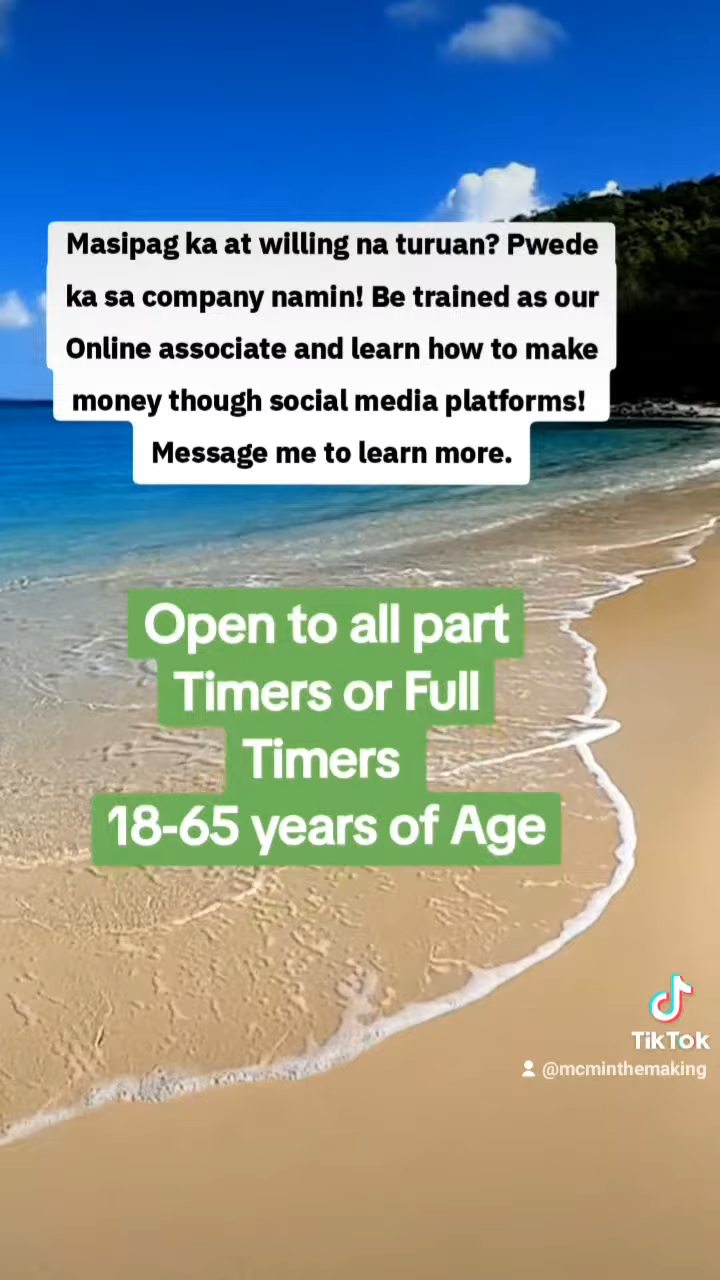 Masipag ka at willing na turuan? Pwede
ka sa company namin! Be trained as our
Online associate and learn how to make
money though social media platforms!
Message me to learn more.
Open to all part
Timers or Full
Timers
18-65 years of Age
TikTok
@mcminthemaking